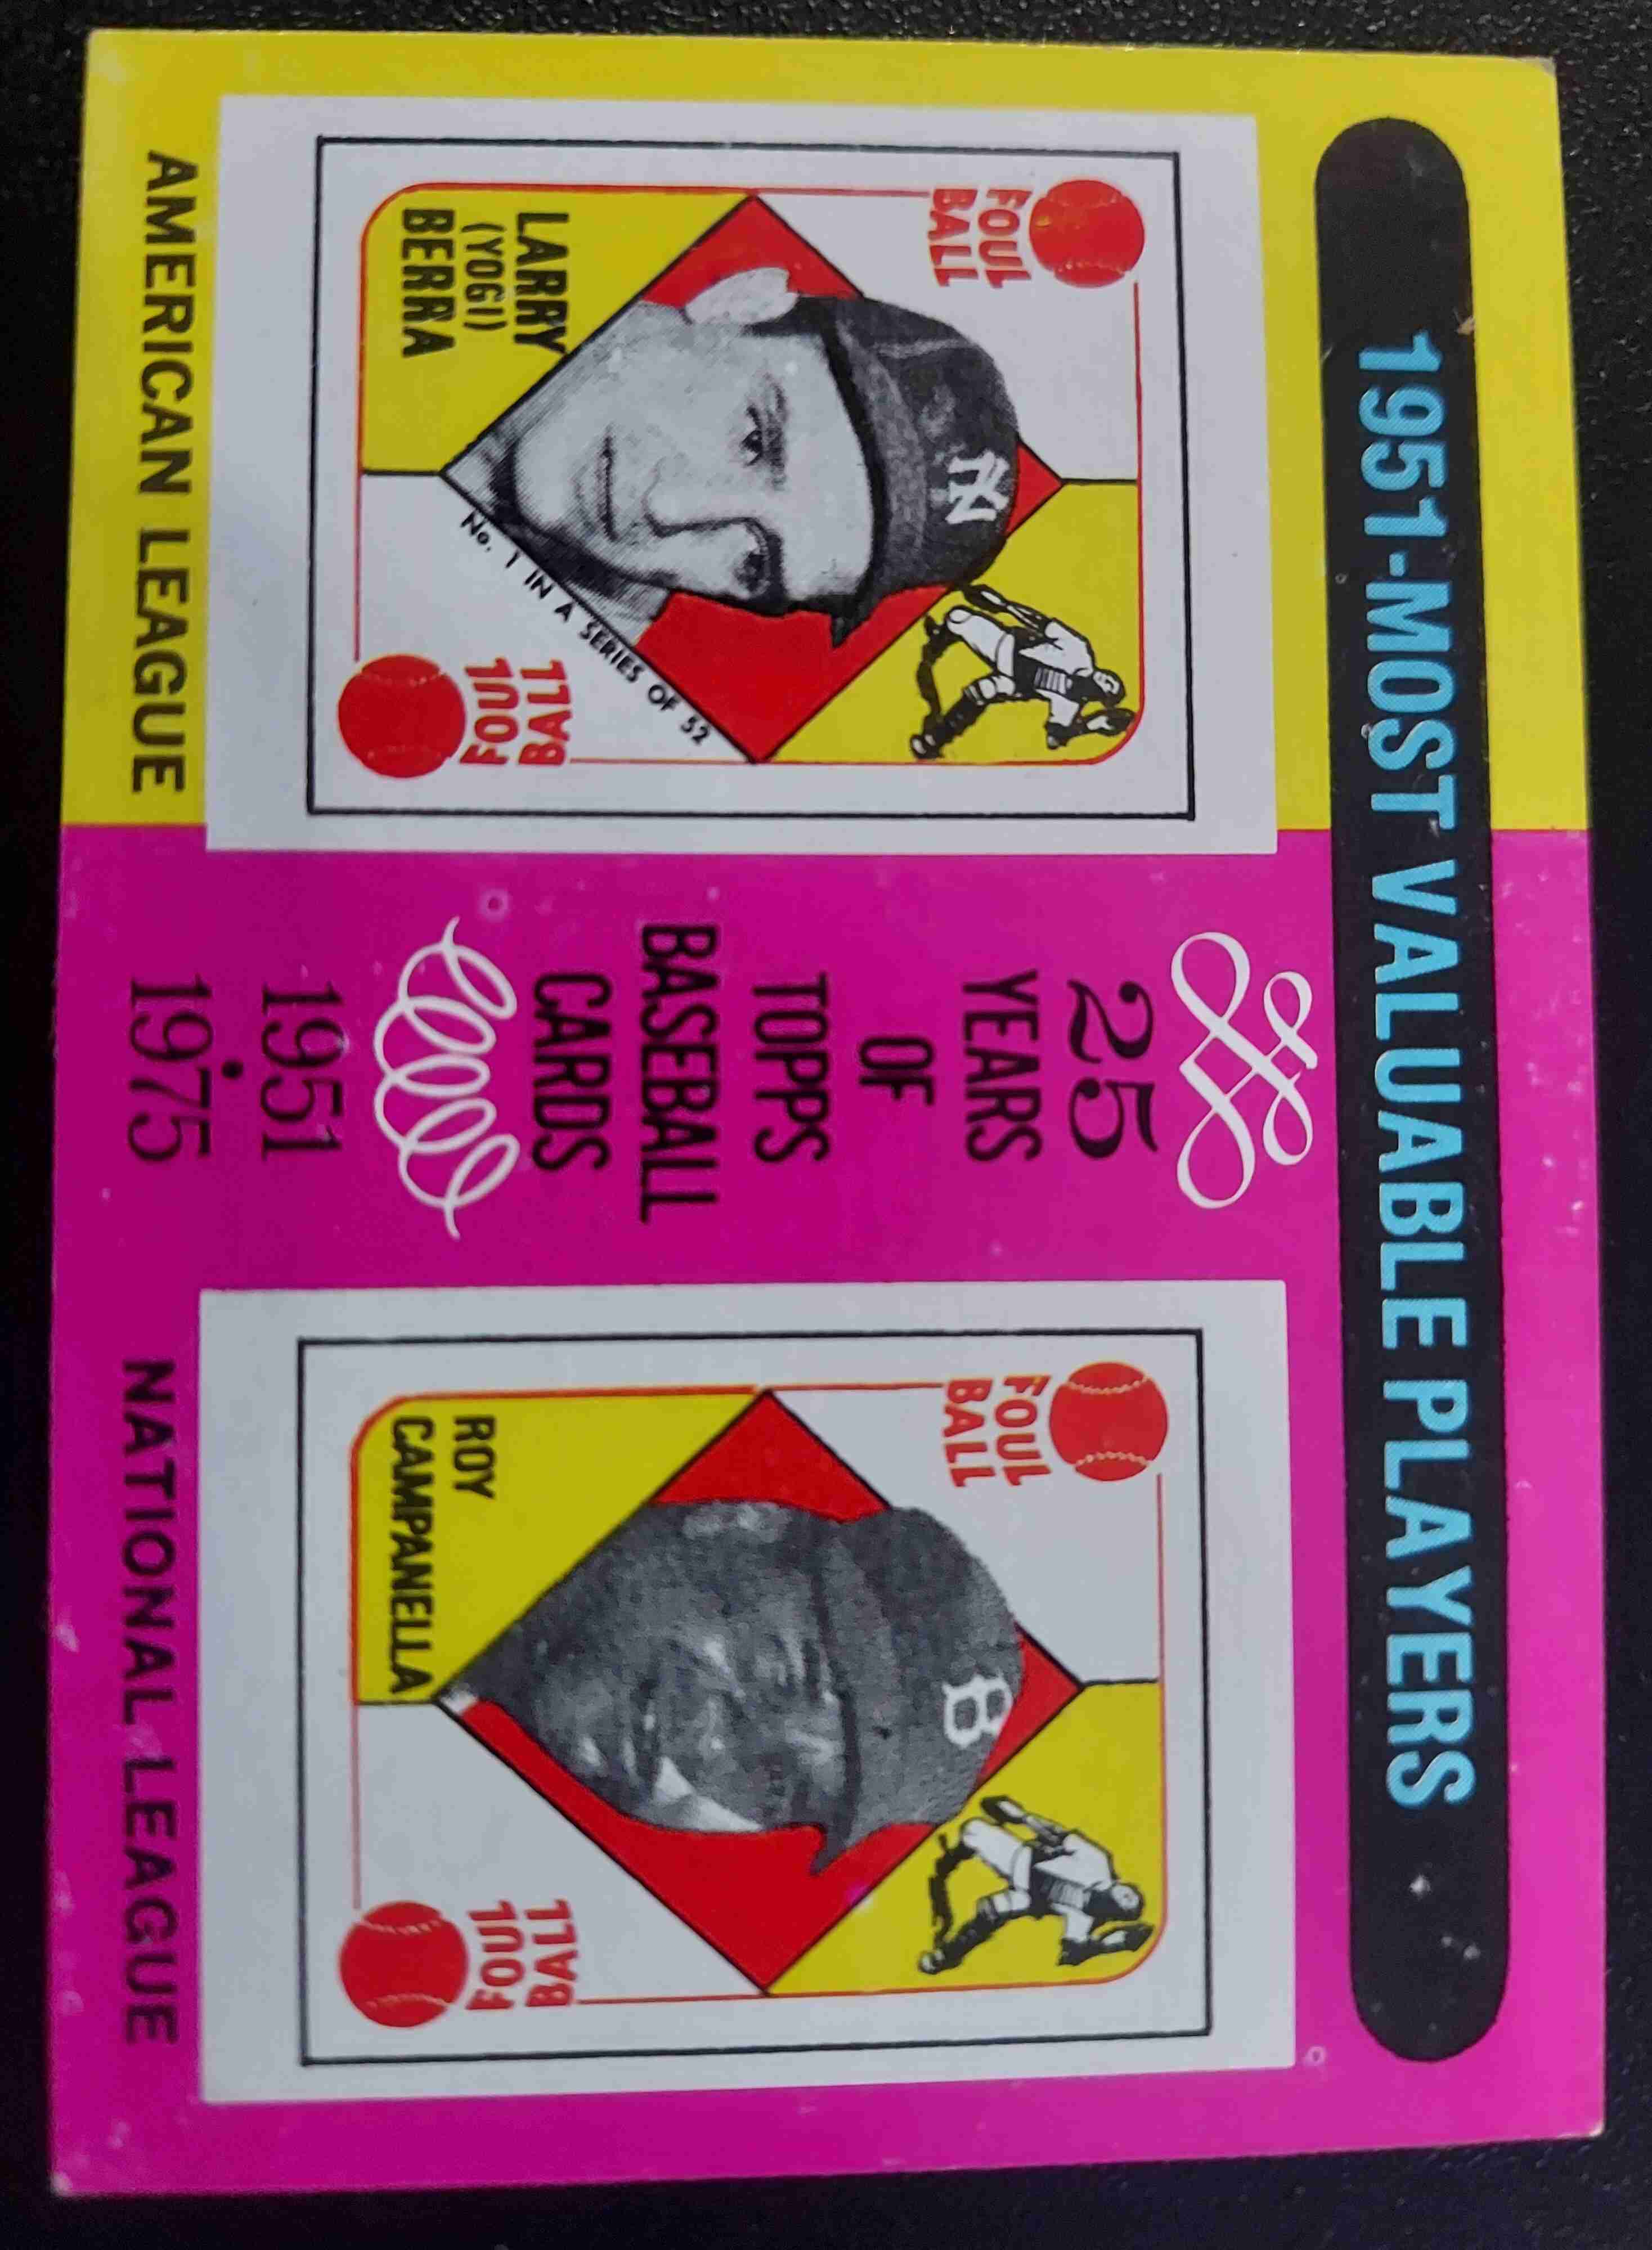 1951-MOST VALUABLE PLAYERS
FOUL
BALL
LARRY
(YOGI)
BERRA
NY
No. 1 IN A SERIES OF 52
FOUL
BALL
AMERICAN LEAGUE
25
YEARS
OF
TOPPS
BASEBALL
CARDS
1951
•
1975
FOUL
BALL
ROY
CAMPANELLA
B
FOUL
BALL
NATIONAL LEAGUE